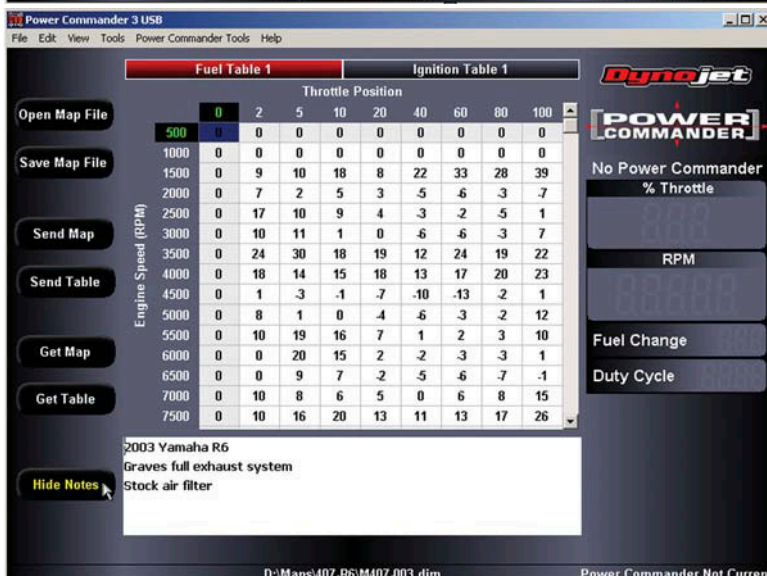 Power Commander 3 USB
File Edit View Tools Power Commander Tools Help
Fuel Table 1 Ignition Table 1
Dynojet
Throttle Position
0 2 5 10 20 40 60 80 100
Open Map File
POWER
COMMANDER
500 0 0 0 0 0 0 0 0 0
1000 0 0 0 0 0 0 0 0 0
Save Map File
1500 0 9 10 18 8 22 33 28 39
No Power Commander
2000 0 7 2 5 3 -5 -6 -3 -7
% Throttle
2500 0 17 10 9 4 -3 -2 -5 1
Send Map
3000 0 10 11 1 0 -6 -6 -3 7
Engine Speed (RPM)
3500 0 24 30 18 19 12 24 19 22
RPM
4000 0 18 14 15 18 13 17 20 23
Send Table
4500 0 1 -3 -1 -7 -10 -13 -2 1
5000 0 8 1 0 -4 -6 -3 -2 12
5500 0 10 19 16 7 1 2 3 10
Fuel Change
Get Map
6000 0 0 20 15 2 -2 -3 -3 1
6500 0 0 9 7 -2 -5 -6 -7 -1
Duty Cycle
Get Table
7000 0 10 8 6 5 0 6 8 15
7500 0 10 16 20 13 11 13 17 26
2003 Yamaha R6
Graves full exhaust system
Hide Notes
Stock air filter
D:\Maps\407-R6\M407-003.djm
Power Commander Not Curren